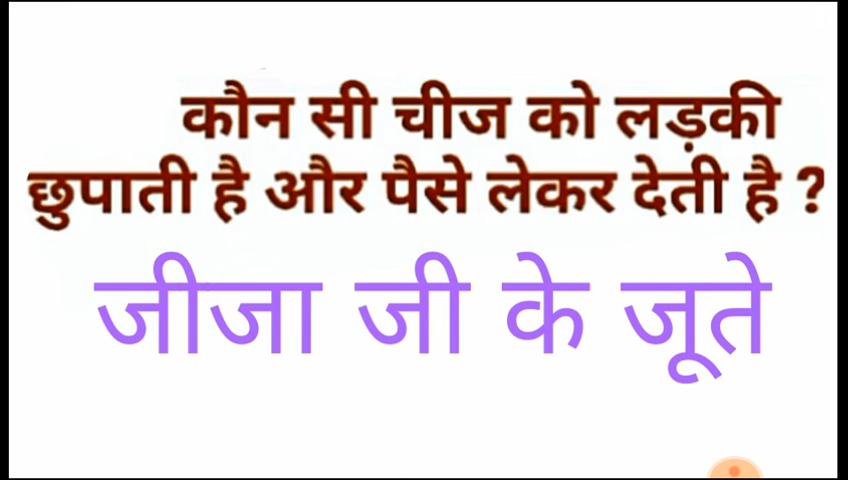 कौन सी चीज को लड़की
छुपाती है और पैसे लेकर देती है ?
जीजा जी के जूते